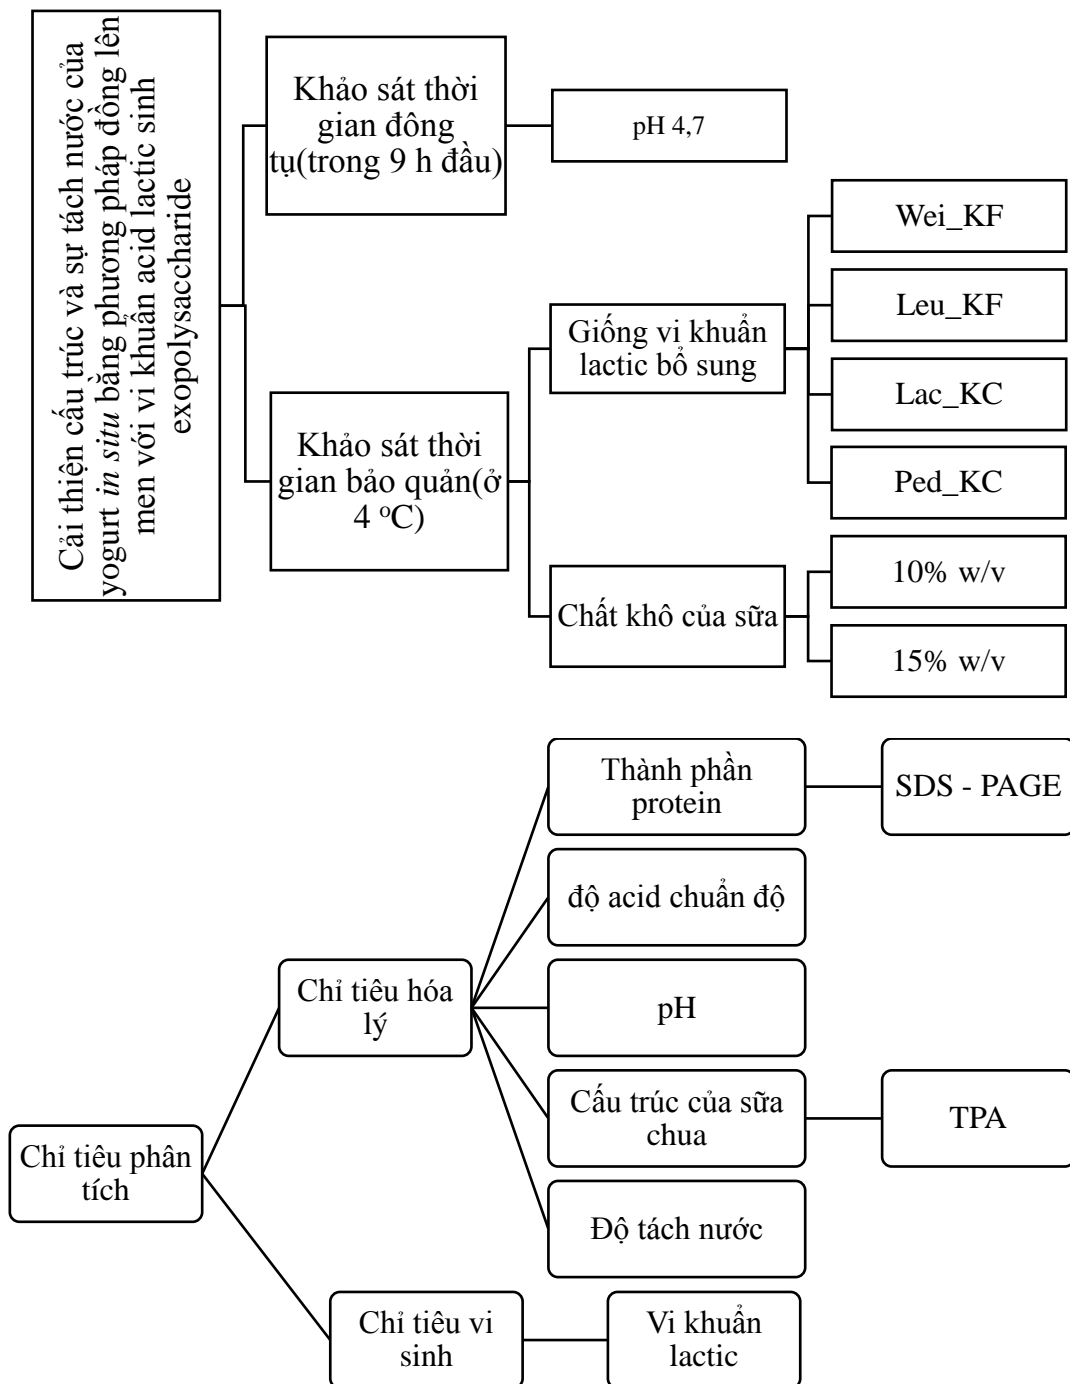 Cải thiện cấu trúc và sự tách nước của
yogurt in situ bằng phương pháp đồng lên
men với vi khuẩn acid lactic sinh
exopolysaccharide
Khảo sát thời
gian đông
tụ(trong 9 h đầu)
pH 4,7
Khảo sát thời
gian bảo quản(ở
4 ºC)
Giống vi khuẩn
lactic bổ sung
Wei_KF
Leu_KF
Lac_KC
Ped_KC
Chất khô của sữa
10% w/v
15% w/v
Chỉ tiêu phân
tích
Chỉ tiêu hóa
lý
Thành phần
protein
SDS - PAGE
độ acid chuẩn độ
pH
Cấu trúc của sữa
chua
TPA
Độ tách nước
Chỉ tiêu vi
sinh
Vi khuẩn
lactic